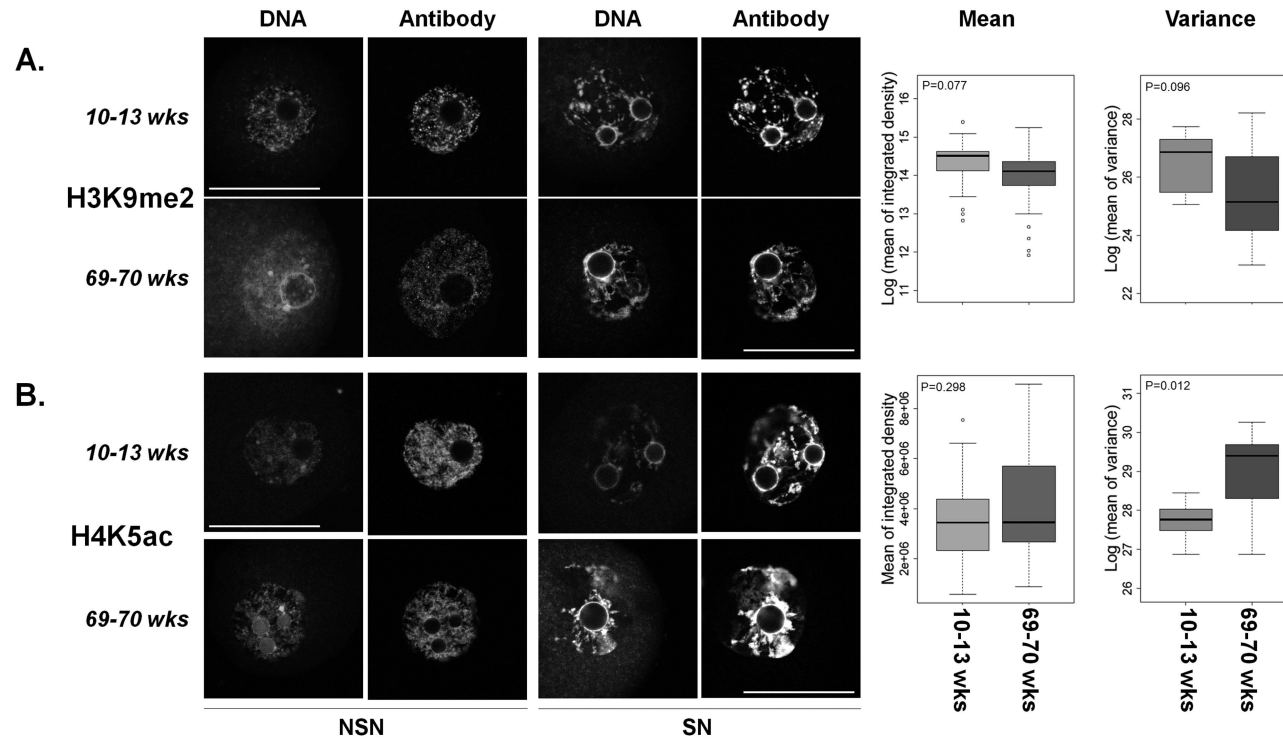 DNA Antibody DNA Antibody Mean Variance
A.
10-13 wks
H3K9me2
69-70 wks
P=0.077
Log (mean of integrated density)
16
15
14
13
12
11
P=0.096
Log (mean of variance)
28
26
24
22
B.
10-13 wks
H4K5ac
69-70 wks
P=0.298
Mean of integrated density
8e+06
6e+06
4e+06
2e+06
10-13 wks
69-70 wks
P=0.012
Log (mean of variance)
31
30
29
28
27
26
10-13 wks
69-70 wks
NSN SN